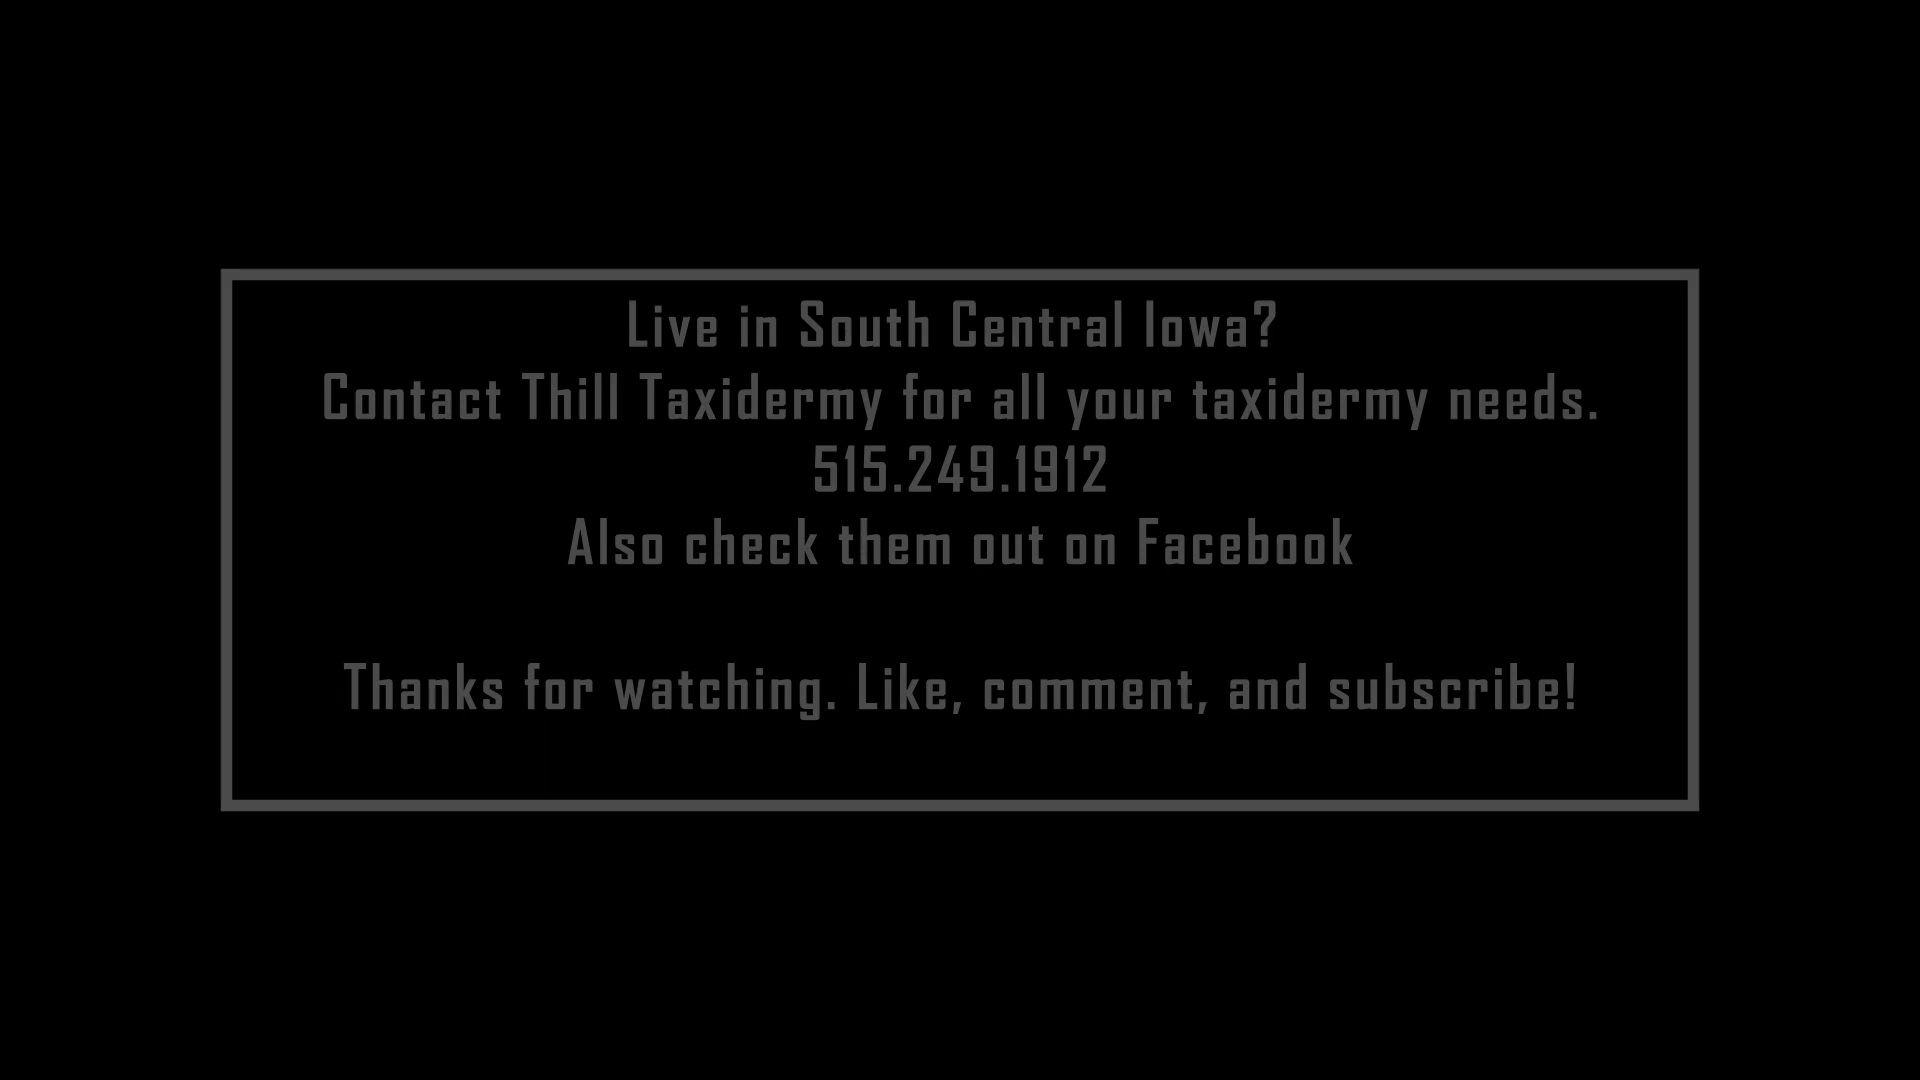 Live in South Central Iowa?
Contact Thill Taxidermy for all your taxidermy needs.
515.249.1912
Also check them out on Facebook
Thanks for watching. Like, comment, and subscribe!